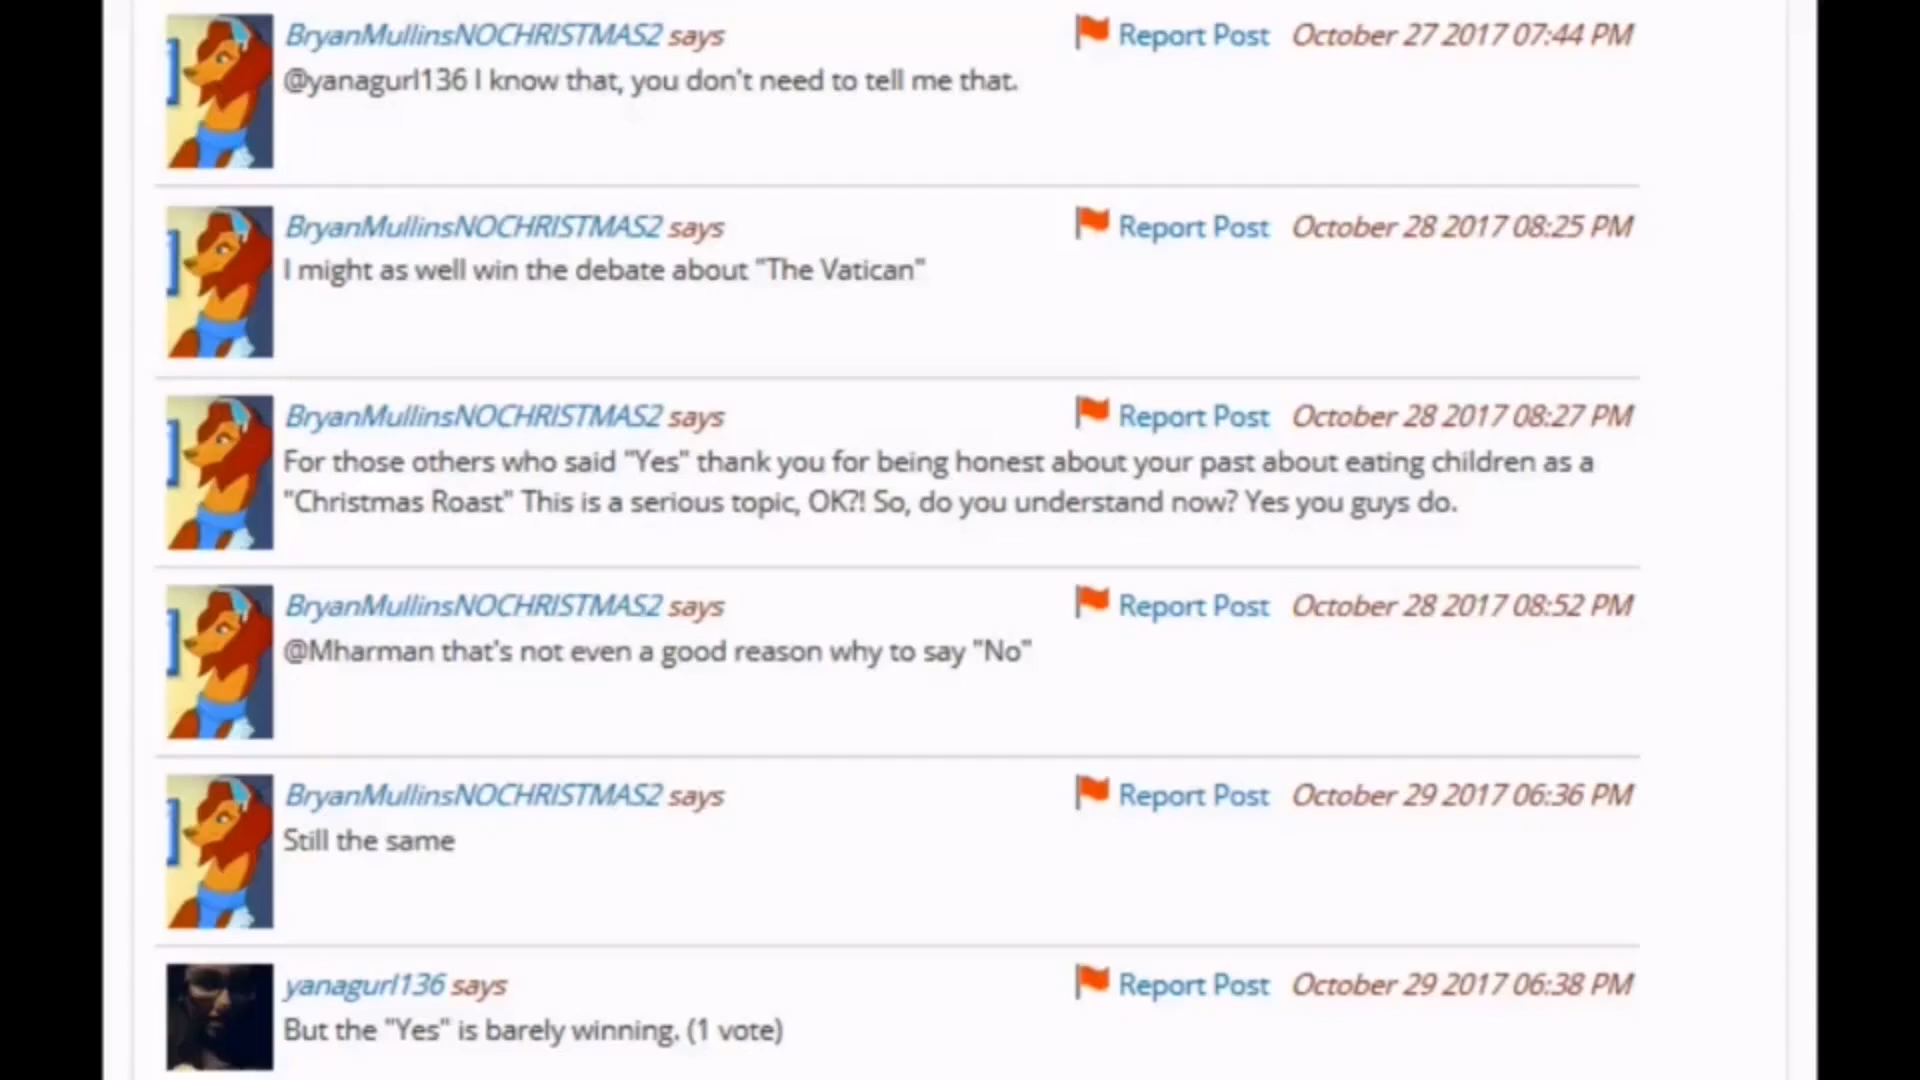 BryanMullinsNOCHRISTMAS2 says Report Post October 27 2017 07:44 PM
@yanagurl136 I know that, you don't need to tell me that.
BryanMullinsNOCHRISTMAS2 says Report Post October 28 2017 08:25 PM
I might as well win the debate about "The Vatican"
BryanMullinsNOCHRISTMAS2 says Report Post October 28 2017 08:27 PM
For those others who said "Yes" thank you for being honest about your past about eating children as a
"Christmas Roast" This is a serious topic, OK?! So, do you understand now? Yes you guys do.
BryanMullinsNOCHRISTMAS2 says Report Post October 28 2017 08:52 PM
@Mharman that's not even a good reason why to say "No"
BryanMullinsNOCHRISTMAS2 says Report Post October 29 2017 06:36 PM
Still the same
yanagurl136 says Report Post October 29 2017 06:38 PM
But the "Yes" is barely winning. (1 vote)